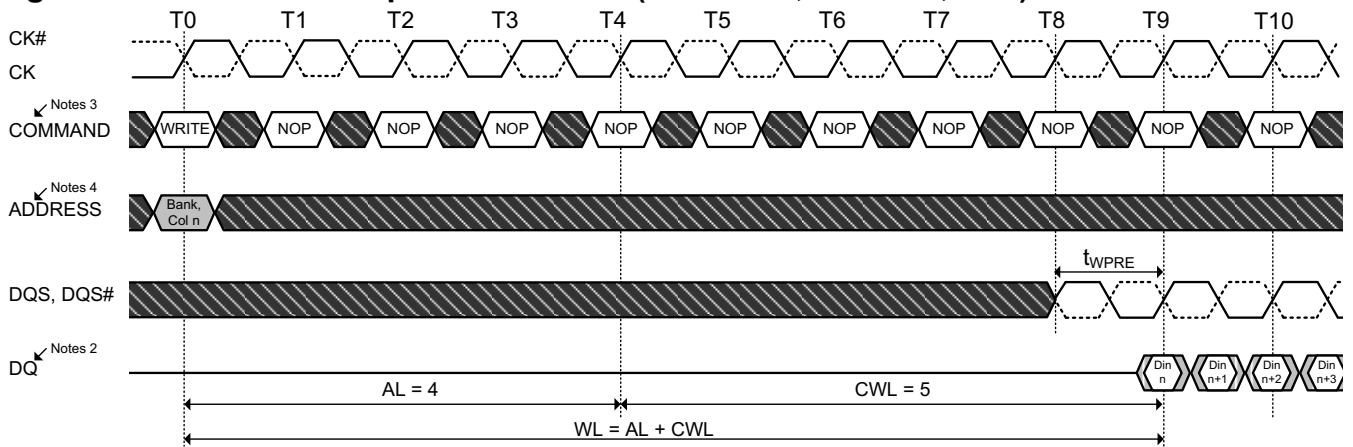 T0 T1 T2 T3 T4 T5 T6 T7 T8 T9 T10
CK#
CK
Notes 3
COMMAND
WRITE NOP NOP NOP NOP NOP NOP NOP NOP NOP NOP
Notes 4
ADDRESS
Bank,
Col n
tWPRE
DQS, DQS#
Notes 2
DQ
Din Din Din Din
n n+1 n+2 n+3
AL = 4 CWL = 5
WL = AL + CWL